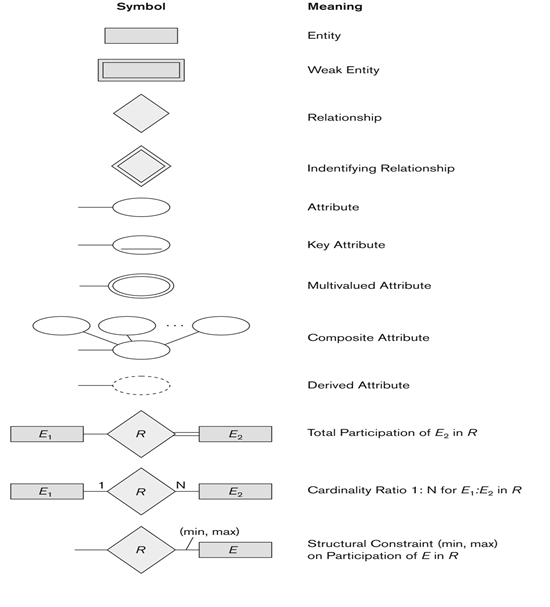 Symbol Meaning
Entity
Weak Entity
Relationship
Indentifying Relationship
Attribute
Key Attribute
Multivalued Attribute
. . .
Composite Attribute
Derived Attribute
E₁ R E₂ Total Participation of E₂ in R
E₁ 1 R N E₂ Cardinality Ratio 1: N for E₁:E₂ in R
(min, max)
R E
Structural Constraint (min, max)
on Participation of E in R